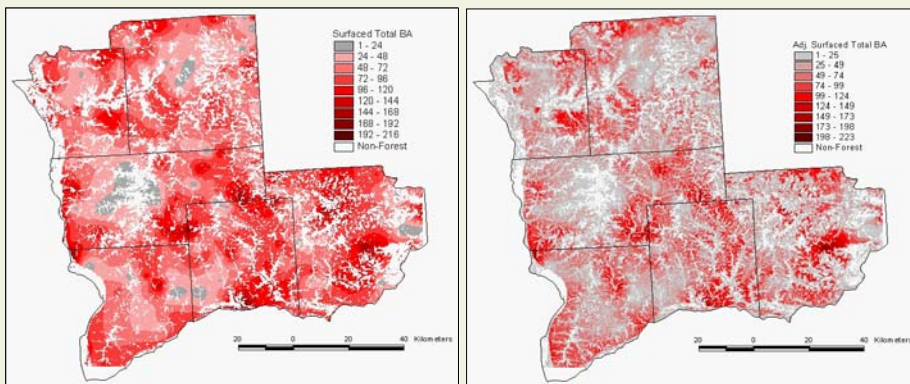 Surfaced Total BA
1 - 24
24 - 48
48 - 72
72 - 96
96 - 120
120 - 144
144 - 168
168 - 192
192 - 216
Non-Forest
20 0 20 40 Kilometers
Adj. Surfaced Total BA
1 - 25
25 - 49
49 - 74
74 - 99
99 - 124
124 - 149
149 - 173
173 - 198
198 - 223
Non-Forest
20 0 20 40 Kilometers